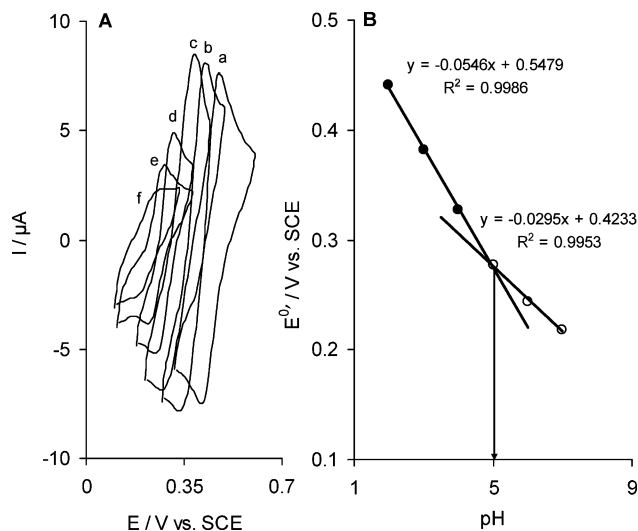 A
10
5
0
-5
-10
I / µA
a
b
c
d
e
f
0
0.35
0.7
E / V vs. SCE
B
0.5
0.4
0.3
0.2
0.1
E0′ / V vs. SCE
y = -0.0546x + 0.5479
R2 = 0.9986
y = -0.0295x + 0.4233
R2 = 0.9953
1
5
9
pH